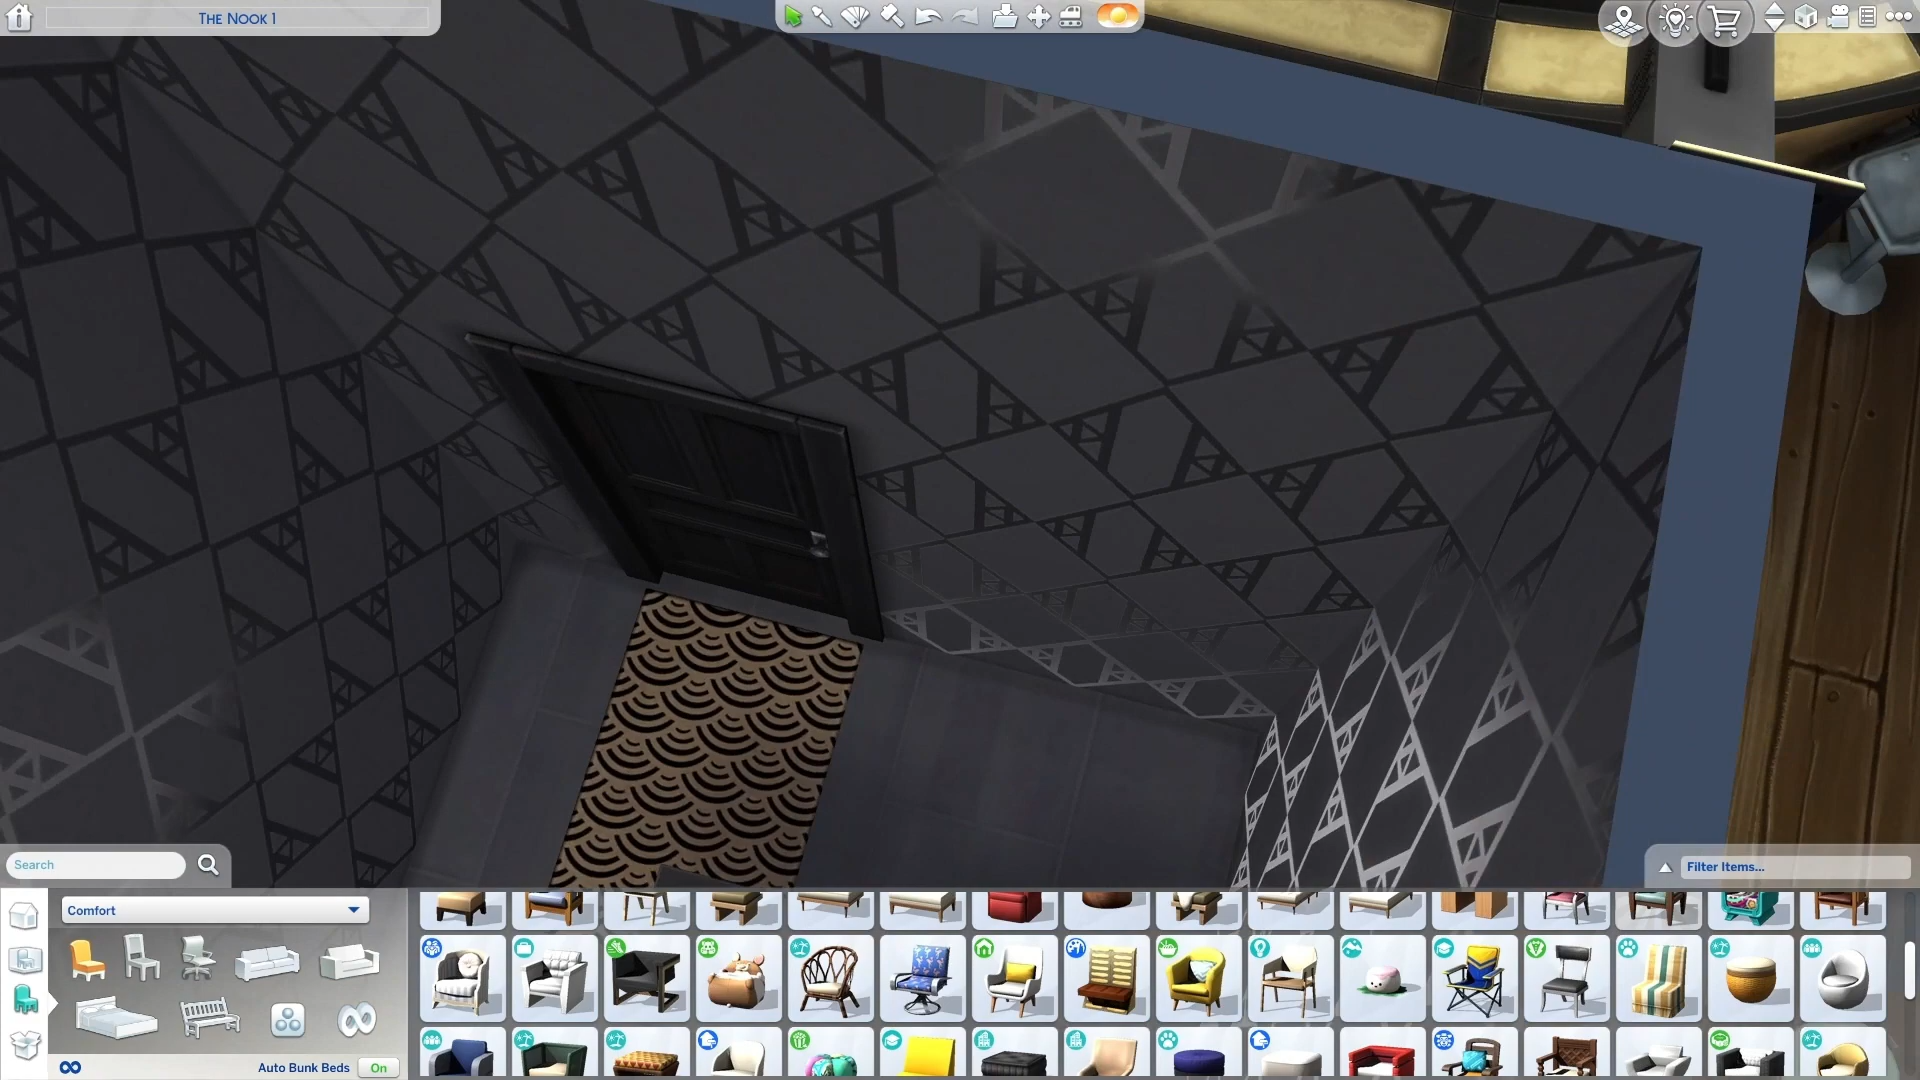 The Nook 1
Search
Filter Items...
Comfort
Auto Bunk Beds On